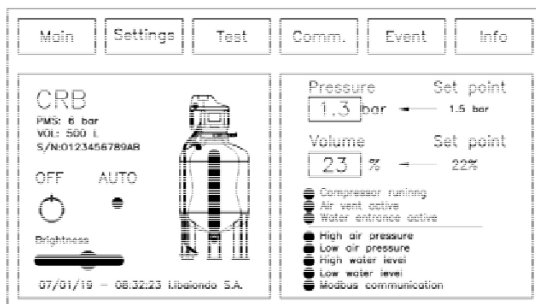 Main Settings Test Comm. Event Info
CRB
PMS: 6 bar
VOL: 500 L
S/N:0123456789AB
OFF AUTO
Brightness
07/01/19 - 08:32:23 Libaiondo S.A.
Pressure Set point
1.3 bar 1.5 bar
Volume Set point
23 % 22%
Compressor runinng
Air vent active
Water entrance active
High air pressure
Low air pressure
High water level
Low water level
Modbus communication